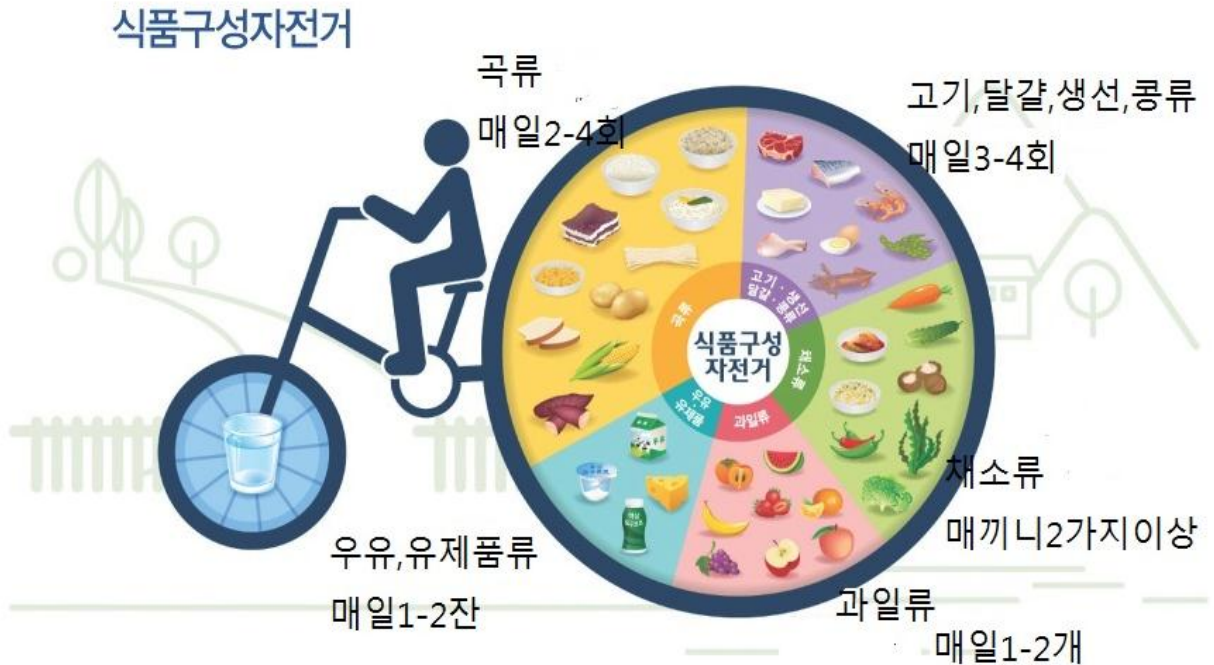 식품구성자전거
곡류
매일2-4회
고기,달걀,생선,콩류
매일3-4회
고기·생선
달걀·콩류
곡류
식품구성
자전거
채소류
우유·유제품류
과일류
우유
채소류
매끼니2가지이상
우유,유제품류
매일1-2잔
과일류
매일1-2개